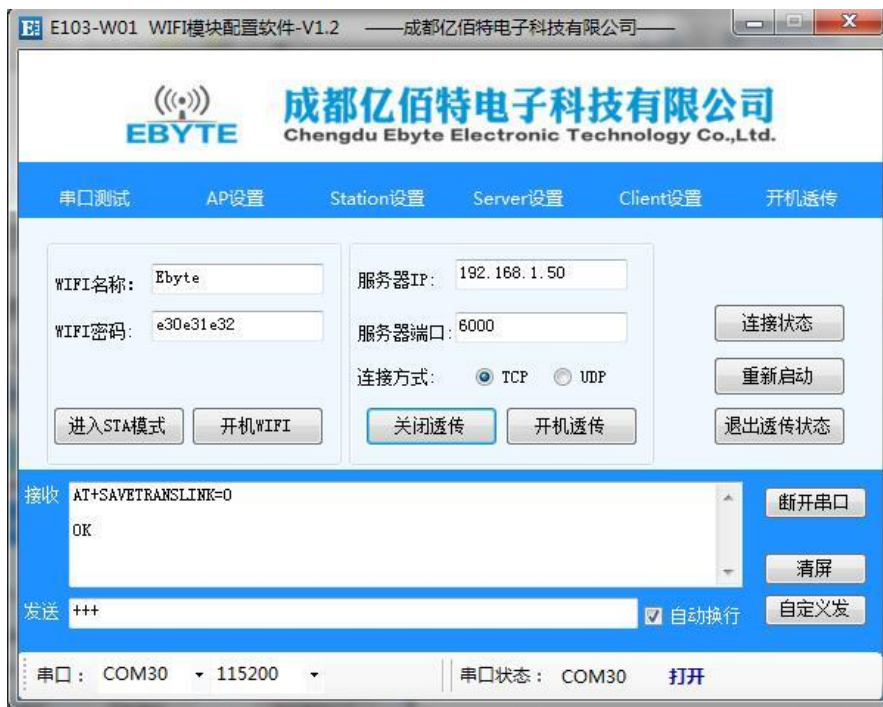 E103-W01 WIFI模块配置软件-V1.2 ——成都亿佰特电子科技有限公司——
EBYTE
成都亿佰特电子科技有限公司
Chengdu Ebyte Electronic Technology Co.,Ltd.
串口测试 AP设置 Station设置 Server设置 Client设置 开机透传
WIFI名称: Ebyte
WIFI密码: e30e31e32
服务器IP: 192.168.1.50
服务器端口: 6000
连接方式: TCP UDP
进入STA模式 开机WIFI
关闭透传 开机透传
连接状态
重新启动
退出透传状态
接收 AT+SAVETRANSLINK=0
OK
断开串口
清屏
发送 +++ 自动换行 自定义发
串口: COM30 115200 串口状态: COM30 打开